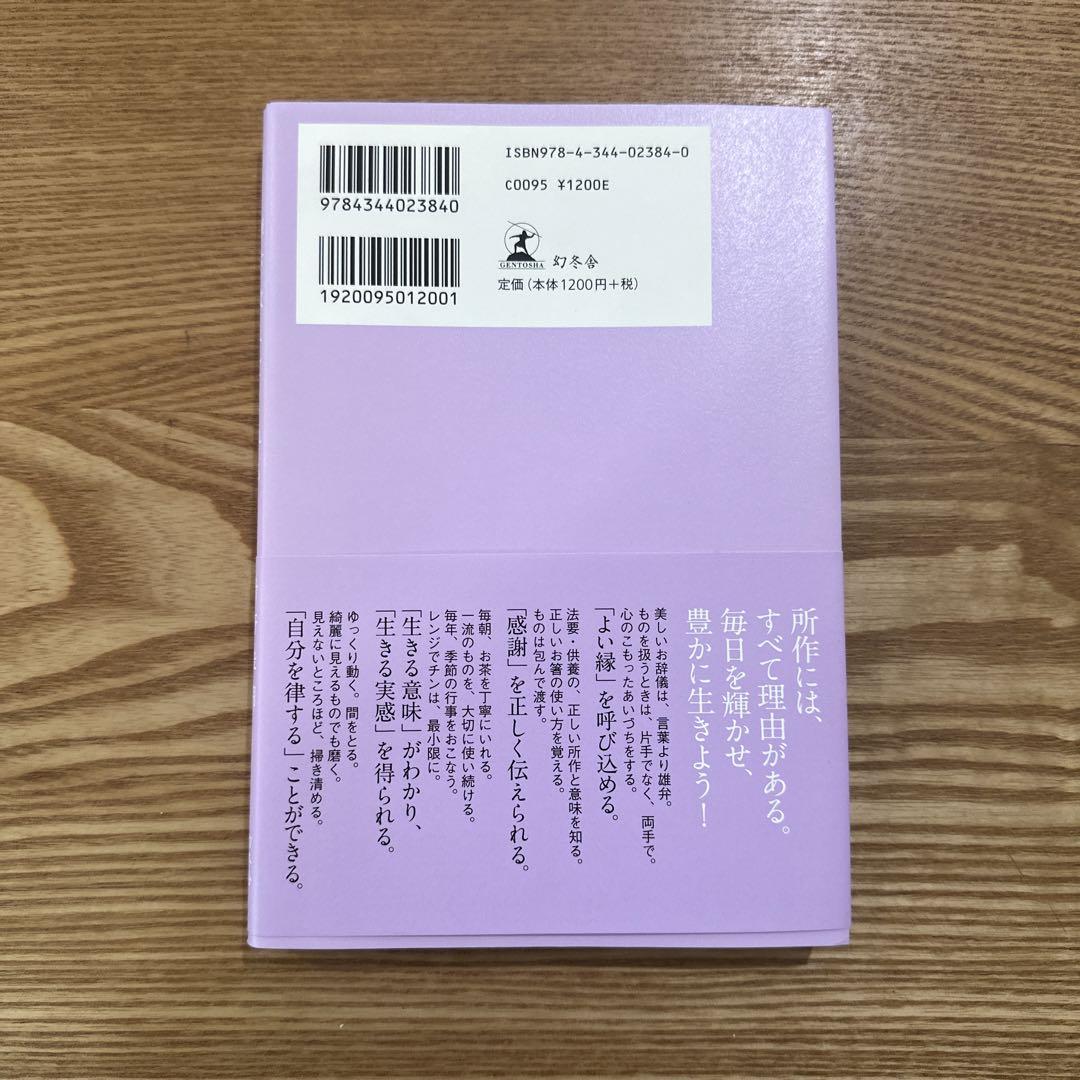 9784344023840
1920095012001
ISBN978-4-344-02384-0
C0095 ¥1200E
GENTOSHA
幻冬舎
定価(本体1200円+税)
所作には、
すべて理由がある。
毎日を輝かせ、
豊かに生きよう!
美しいお辞儀は、言葉より雄弁。
ものを扱うときは、片手でなく、両手で。
心のこもったあいづちをする。
「よい縁」を呼び込める。
法要・供養の、正しい所作と意味を知る。
正しいお箸の使い方を覚える。
ものは包んで渡す。
「感謝」を正しく伝えられる。
毎朝、お茶を丁寧にいれる。
一流のものを、大切に使い続ける。
毎年、季節の行事をおこなう。
レンジでチンは、最小限に。
「生きる意味」がわかり、
「生きる実感」を得られる。
ゆっくり動く。間をとる。
綺麗に見えるものでも磨く。
見えないところほど、掃き清める。
「自分を律する」ことができる。